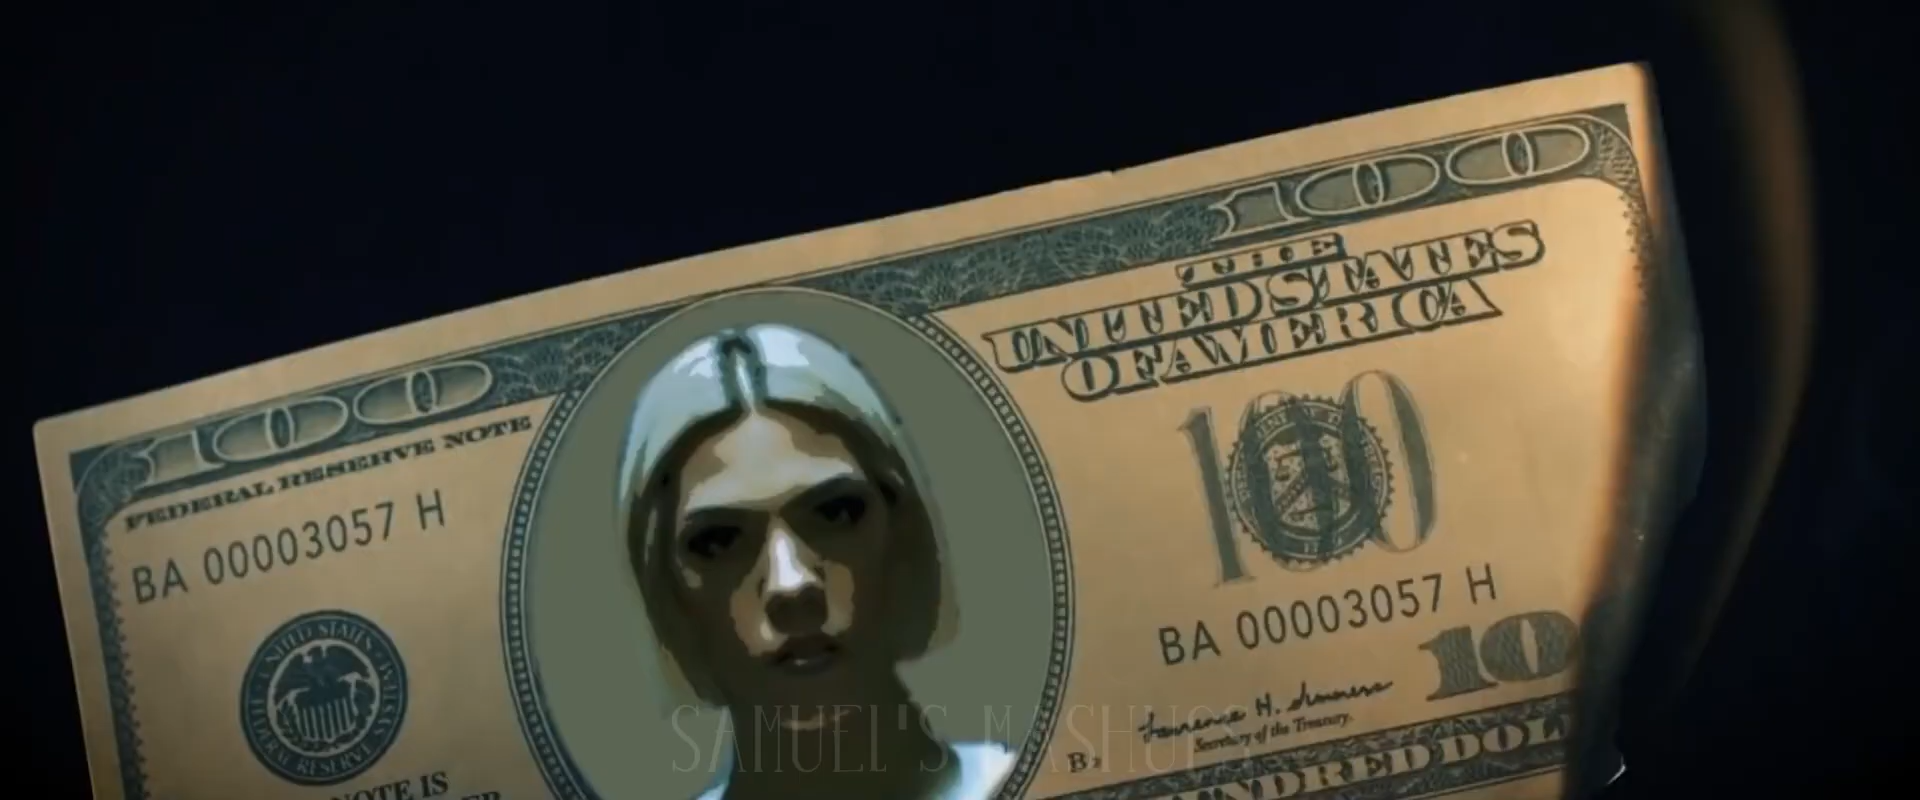 100
100
THE
UNITED STATES
OF AMERICA
FEDERAL RESERVE NOTE
100
BA 00003057 H
BA 00003057 H
10
Secretary of the Treasury.
NOTE IS
SAMUEL'S MASHUPS